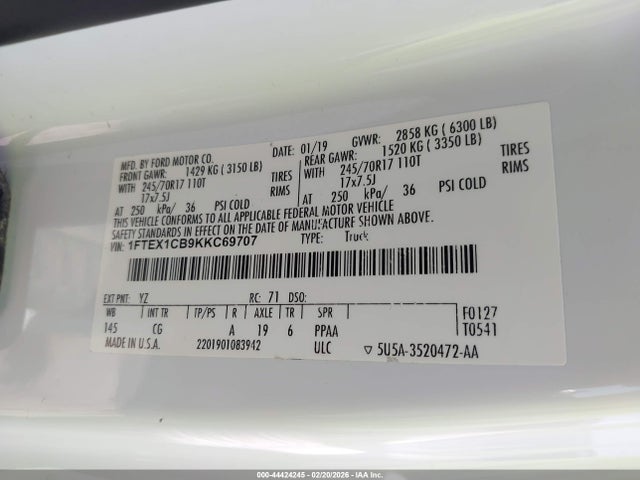 MFD. BY FORD MOTOR CO. DATE: 01/19 GVWR: 2858 KG ( 6300 LB)
FRONT GAWR: 1429 KG ( 3150 LB) REAR GAWR: 1520 KG ( 3350 LB)
WITH 245/70R17 110T TIRES WITH 245/70R17 110T TIRES
17x7.5J RIMS 17x7.5J RIMS
AT 250 kPa/ 36 PSI COLD AT 250 kPa/ 36 PSI COLD
THIS VEHICLE CONFORMS TO ALL APPLICABLE FEDERAL MOTOR VEHICLE
SAFETY STANDARDS IN EFFECT ON THE DATE OF MANUFACTURE SHOWN ABOVE.
VIN: 1FTEX1CB9KKC69707 TYPE: Truck
EXT PNT: YZ RC: 71 DSO:
WB INT TR TP/PS R AXLE TR SPR F0127
145 CG A 19 6 PPAA T0541
MADE IN U.S.A. 2201901083942 ULC ▽ 5U5A-3520472-AA
000-44424245 - 02/20/2026 - IAA Inc.